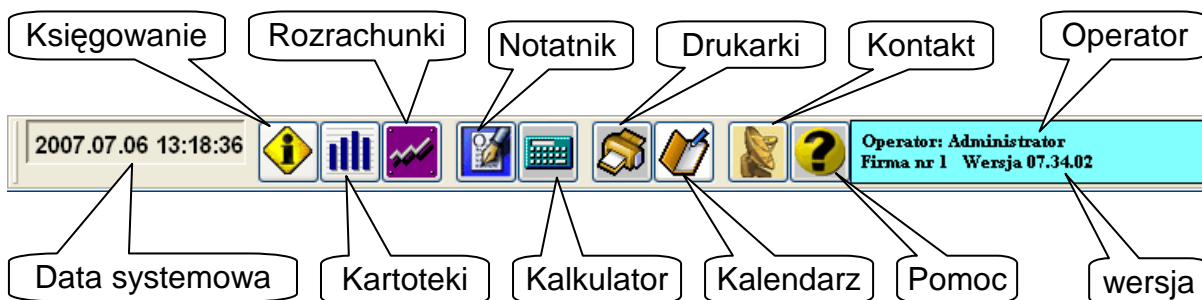 Księgowanie Rozrachunki Notatnik Drukarki Kontakt Operator
2007.07.06 13:18:36
Operator: Administrator
Firma nr 1 Wersja 07.34.02
Data systemowa Kartoteki Kalkulator Kalendarz Pomoc wersja